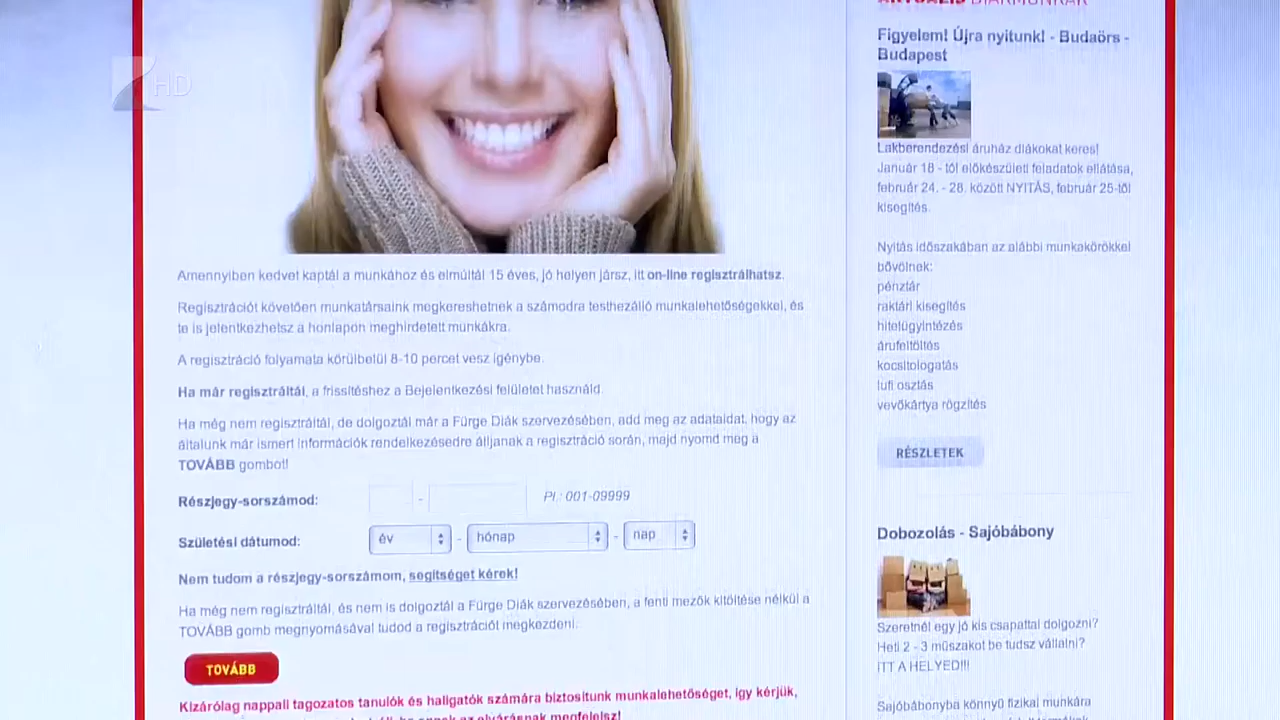 HD
AKTUÁLIS DIÁKMUNKÁK
Amennyiben kedvet kaptál a munkához és elmúltál 15 éves, jó helyen jársz, itt on-line regisztrálhatsz.
Regisztrációt követően munkatársaink megkereshetnek a számodra testhezálló munkalehetőségekkel, és
te is jelentkezhetsz a honlapon meghirdetett munkákra.
A regisztráció folyamata körülbelül 8-10 percet vesz igénybe.
Ha már regisztráltál, a frissítéshez a Bejelentkezési felületet használd.
Ha még nem regisztráltál, de dolgoztál már a Fürge Diák szervezésében, add meg az adataidat, hogy az
általunk már ismert információk rendelkezésedre álljanak a regisztráció során, majd nyomd meg a
TOVÁBB gombot!
Részjegy-sorszámod: - Pl.: 001-09999
Születési dátumod: év - hónap - nap
Nem tudom a részjegy-sorszámom, segítséget kérek!
Ha még nem regisztráltál, és nem is dolgoztál a Fürge Diák szervezésében, a fenti mezők kitöltése nélkül a
TOVÁBB gomb megnyomásával tudod a regisztrációt megkezdeni.
TOVÁBB
Kizárólag nappali tagozatos tanulók és hallgatók számára biztosítunk munkalehetőséget, így kérjük,
ennek az elvárásnak megfelelsz!
Figyelem! Újra nyitunk! - Budaörs -
Budapest
Lakberendezési áruház diákokat keres!
Január 18 - tól előkészületi feladatok ellátása,
február 24. - 28. között NYITÁS, február 25-től
kisegítés.
Nyitás időszakában az alábbi munkakörökkel
bővülnek:
pénztár
raktári kisegítés
hitelügyintézés
árufeltöltés
kocsitologatás
lufi osztás
vevőkártya rögzítés
RÉSZLETEK
Dobozolás - Sajóbábony
Szeretnél egy jó kis csapattal dolgozni?
Heti 2 - 3 műszakot be tudsz vállalni?
ITT A HELYED!!!
Sajóbábonyba könnyű fizikai munkára